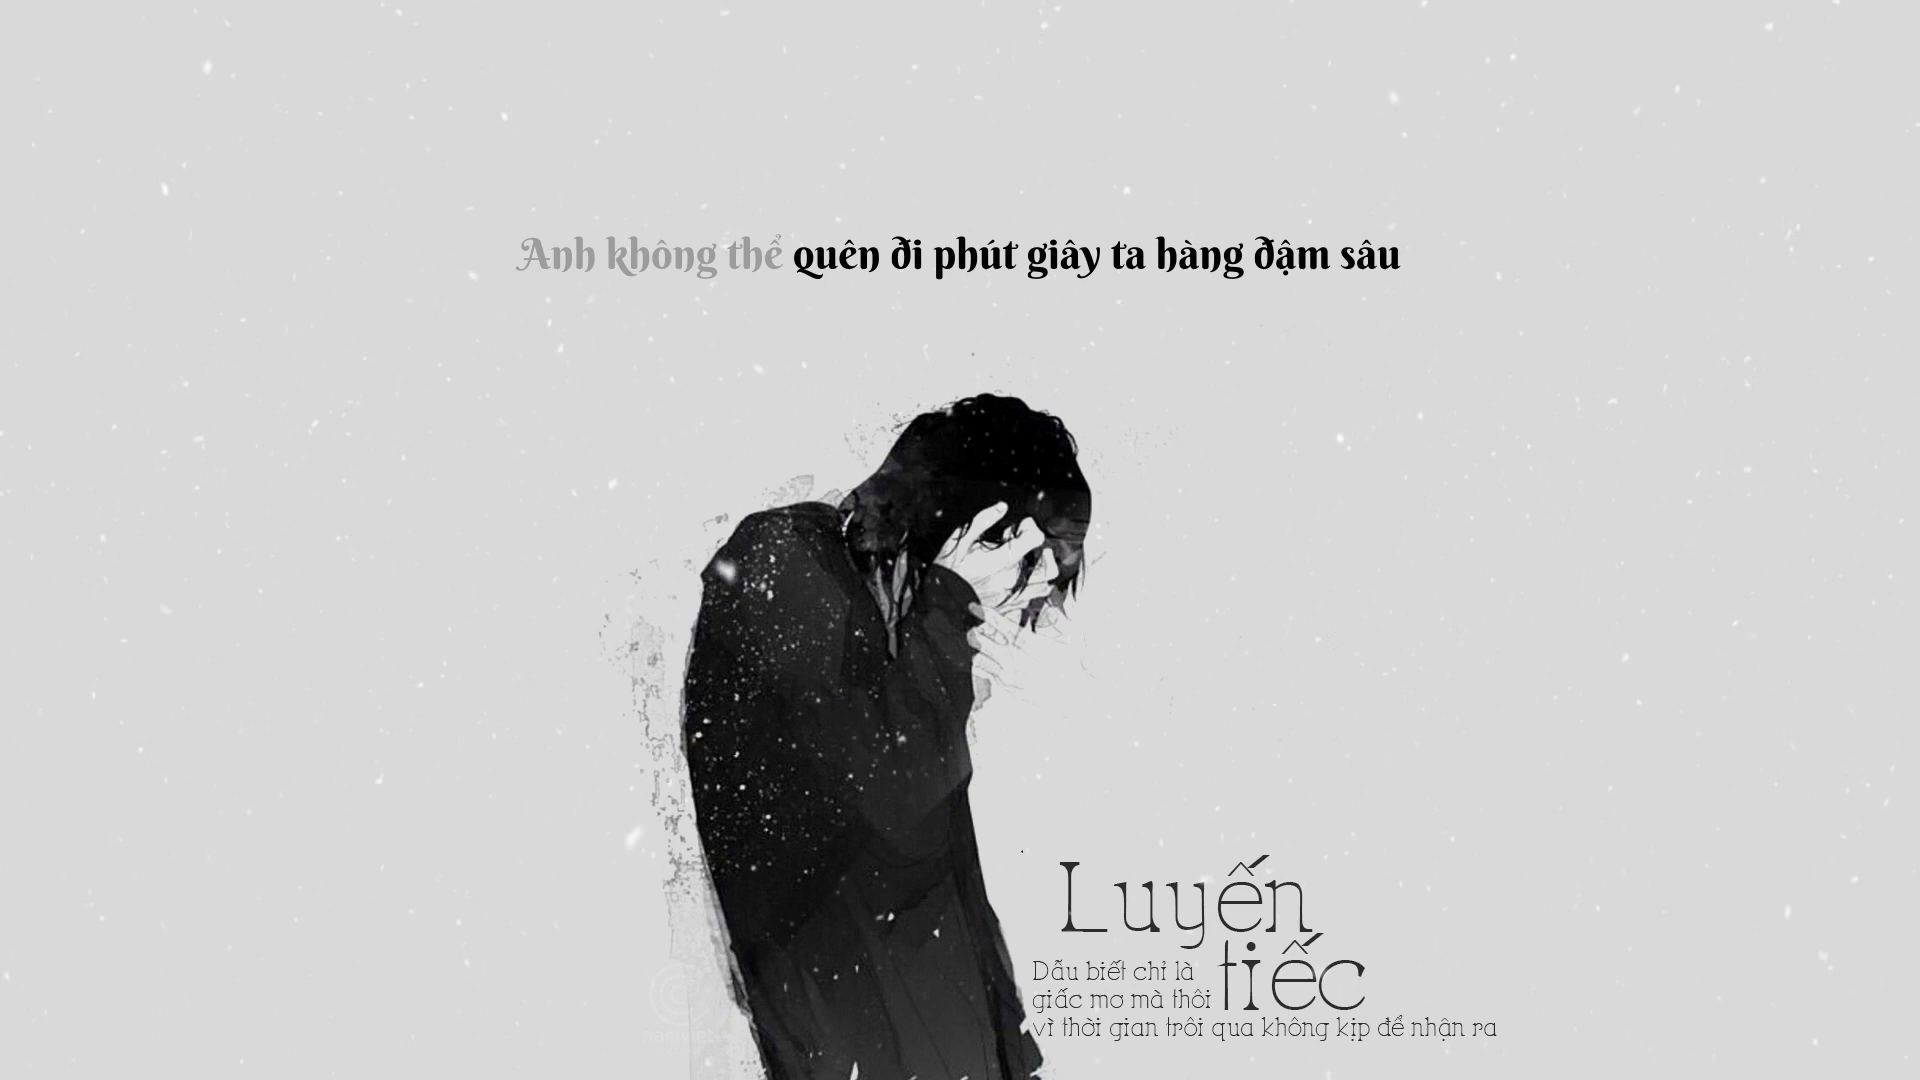 Anh không thể quên đi phút giây ta hàng đậm sâu
Luyến
tiếc
Dẫu biết chỉ là
giấc mơ mà thôi
vì thời gian trôi qua không kịp để nhận ra